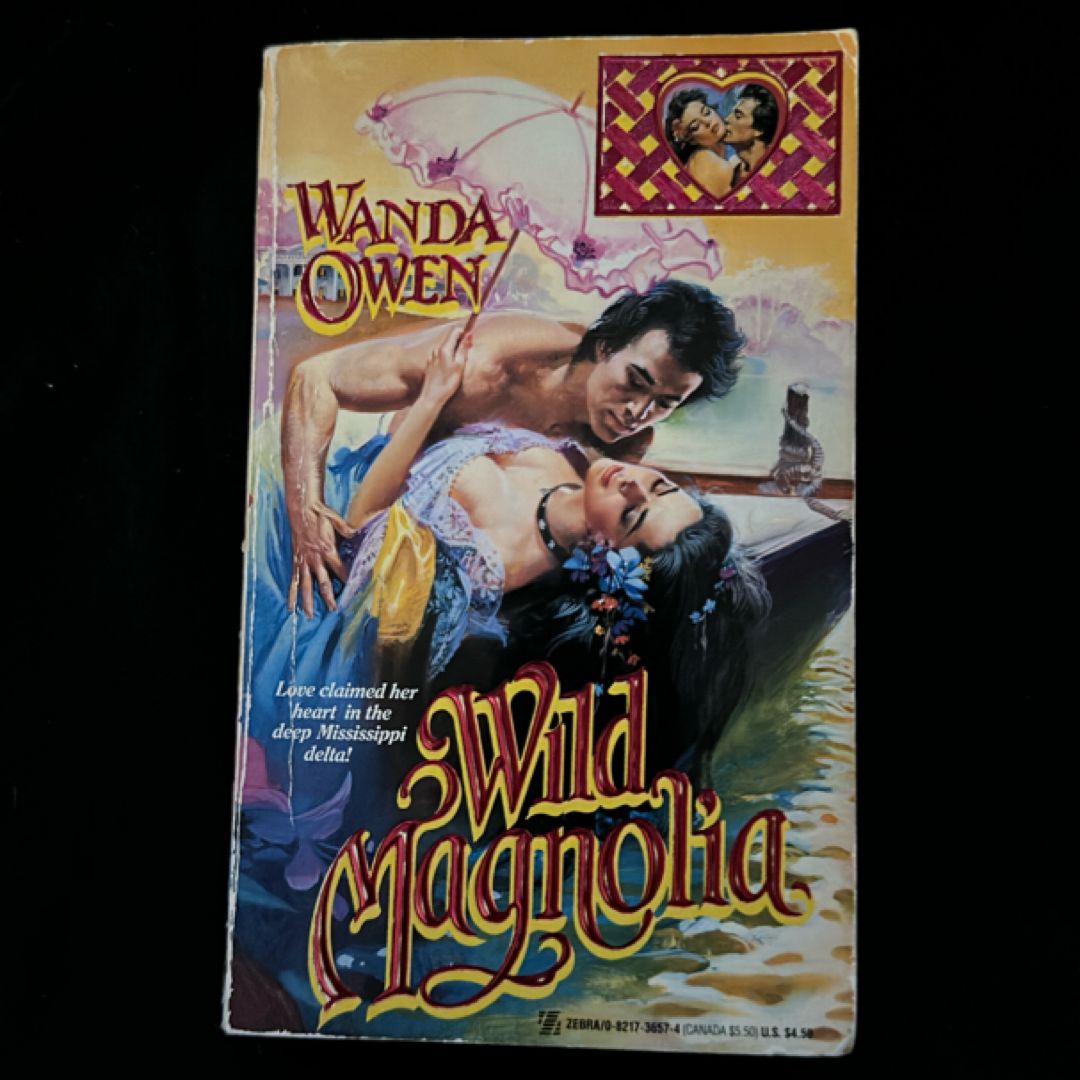 WANDA
OWEN
Love claimed her
heart in the
deep Mississippi
delta!
Wild
Magnolia
ZEBRA/0-8217-3657-4 (CANADA $5.50) U.S. $4.50